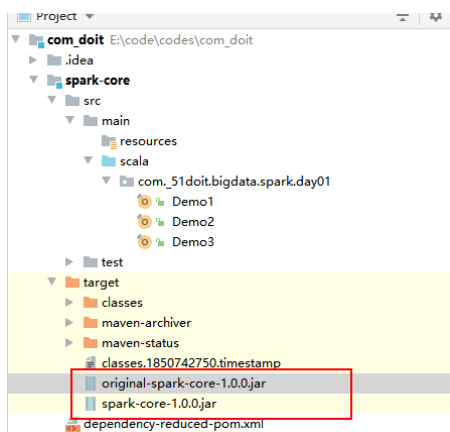 Project
com_doit E:\code\codes\com_doit
.idea
spark-core
src
main
resources
scala
com._51doit.bigdata.spark.day01
Demo1
Demo2
Demo3
test
target
classes
maven-archiver
maven-status
classes.1850742750.timestamp
original-spark-core-1.0.0.jar
spark-core-1.0.0.jar
dependency-reduced-pom.xml